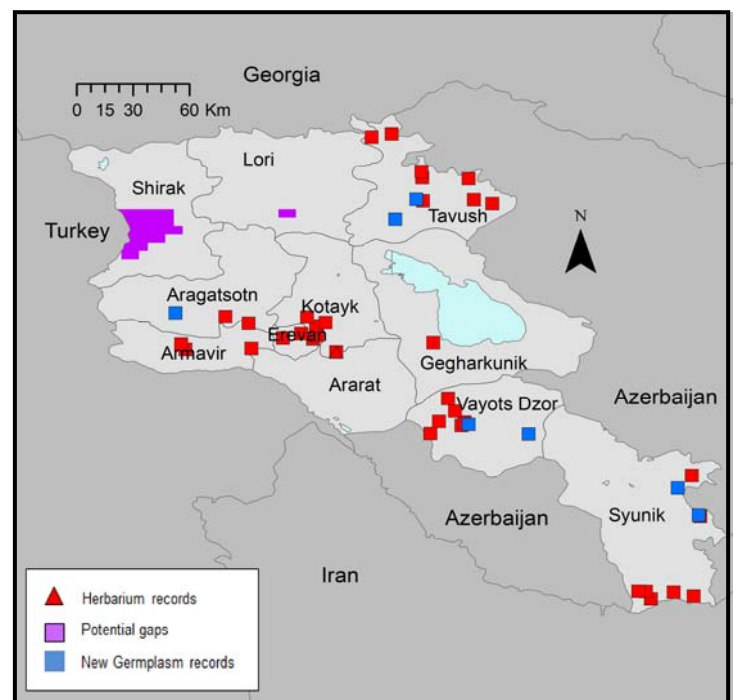 Georgia
0 15 30 60 Km
Lori
Shirak
Tavush
Turkey
N
Aragatsotn
Kotayk
Erevan
Armavir
Gegharkunik
Ararat
Azerbaijan
Vayots Dzor
Syunik
Azerbaijan
Iran
Herbarium records
Potential gaps
New Germplasm records